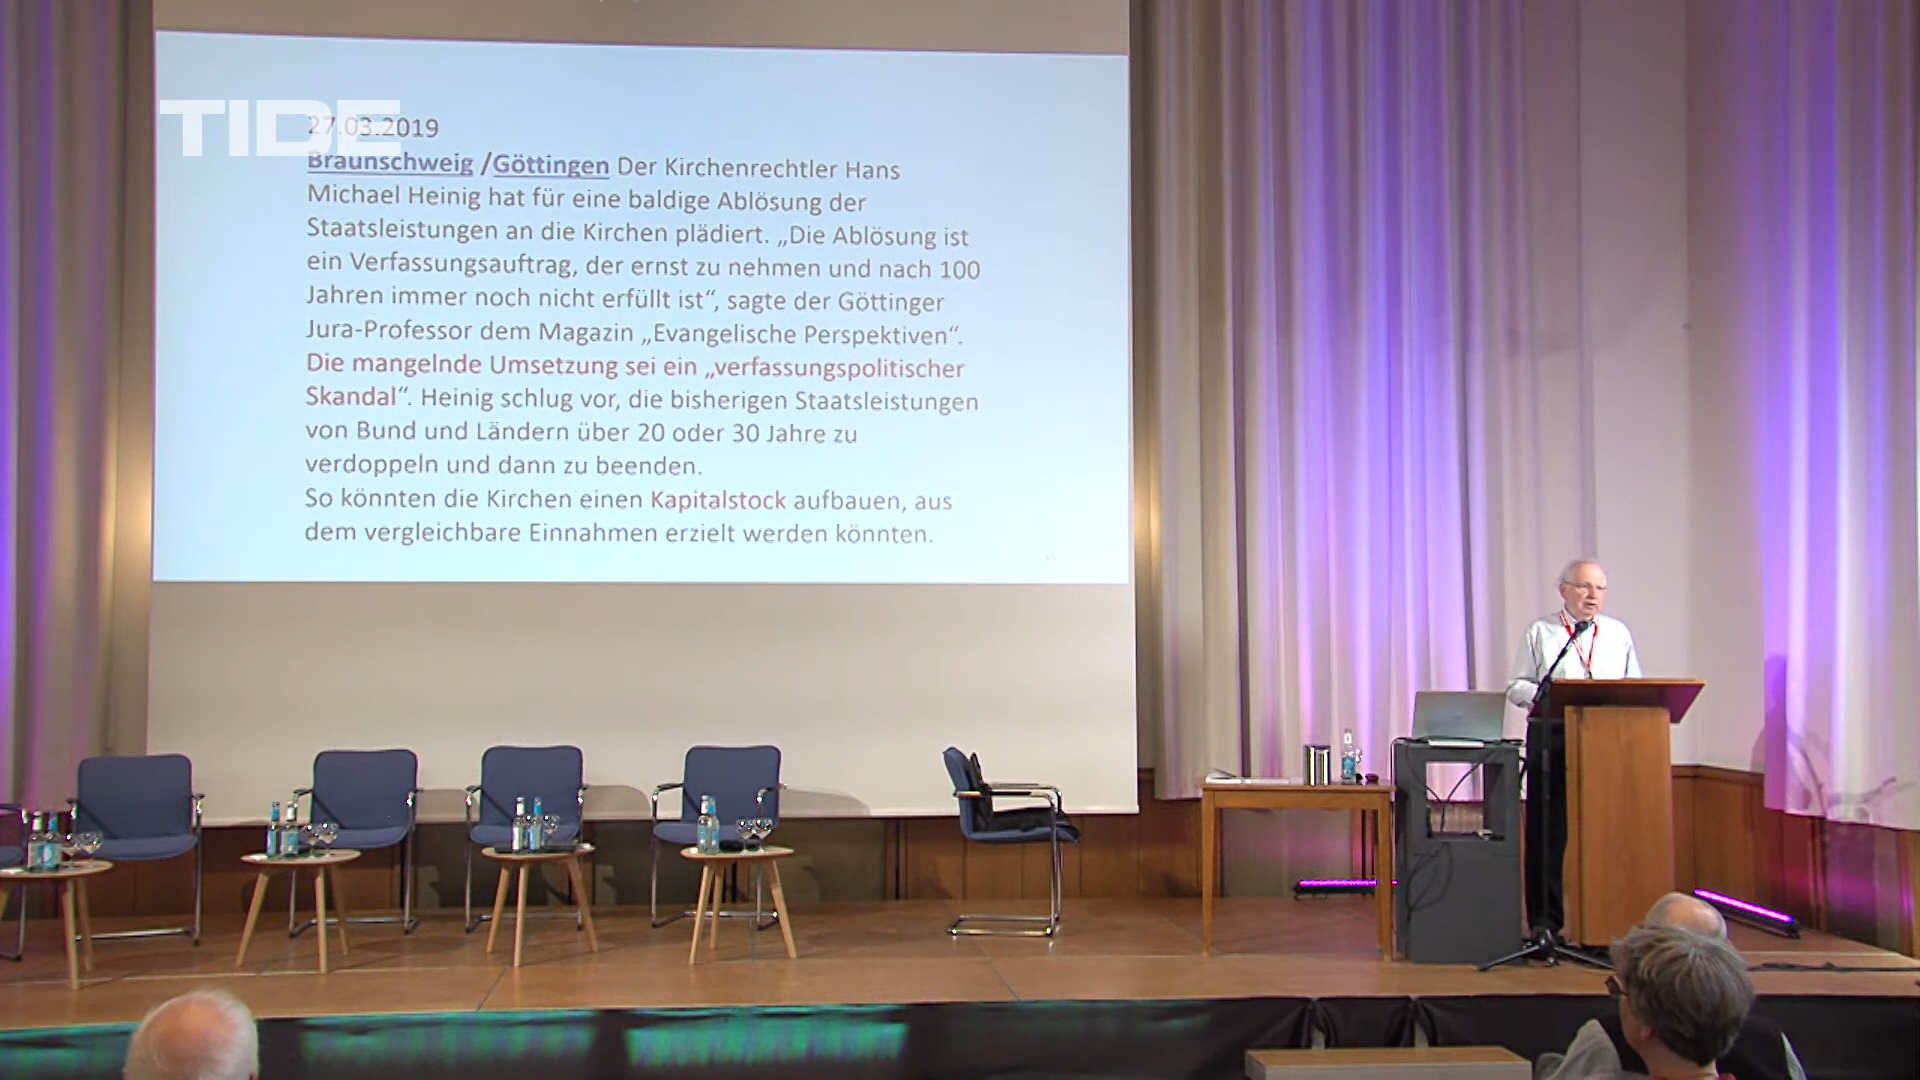 TIDE
27.03.2019
Braunschweig /Göttingen Der Kirchenrechtler Hans
Michael Heinig hat für eine baldige Ablösung der
Staatsleistungen an die Kirchen plädiert. „Die Ablösung ist
ein Verfassungsauftrag, der ernst zu nehmen und nach 100
Jahren immer noch nicht erfüllt ist“, sagte der Göttinger
Jura-Professor dem Magazin „Evangelische Perspektiven“.
Die mangelnde Umsetzung sei ein „verfassungspolitischer
Skandal“. Heinig schlug vor, die bisherigen Staatsleistungen
von Bund und Ländern über 20 oder 30 Jahre zu
verdoppeln und dann zu beenden.
So könnten die Kirchen einen Kapitalstock aufbauen, aus
dem vergleichbare Einnahmen erzielt werden könnten.